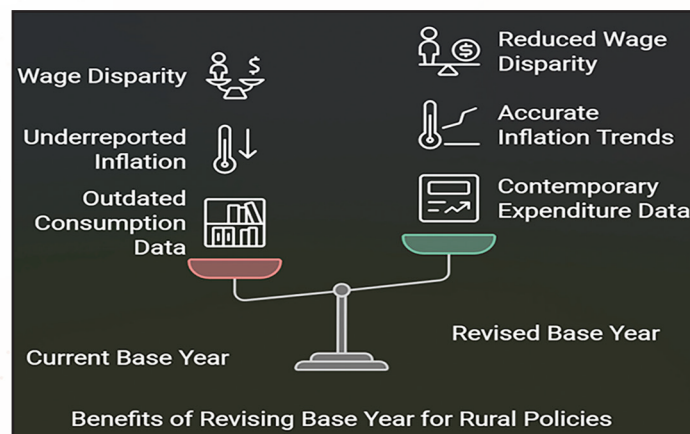 Wage Disparity
Underreported
Inflation
Outdated
Consumption
Data
Current Base Year
$
Reduced Wage
Disparity
Accurate
Inflation Trends
Contemporary
Expenditure Data
Revised Base Year
$
Benefits of Revising Base Year for Rural Policies